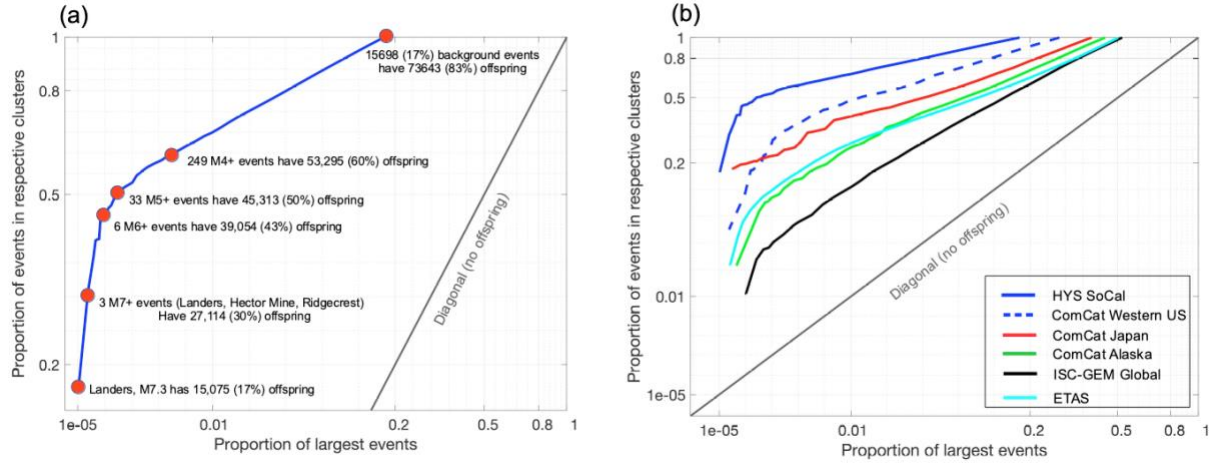 (a)
Proportion of events in respective clusters
1
0.8
0.5
0.2
15698 (17%) background events
have 73643 (83%) offspring
249 M4+ events have 53,295 (60%) offspring
33 M5+ events have 45,313 (50%) offspring
6 M6+ events have 39,054 (43%) offspring
3 M7+ events (Landers, Hector Mine, Ridgecrest)
Have 27,114 (30%) offspring
Landers, M7.3 has 15,075 (17%) offspring
Diagonal (no offspring)
1e-05
0.01
0.2
0.5
0.8
1
Proportion of largest events
(b)
Proportion of events in respective clusters
1
0.8
0.5
0.2
0.01
1e-05
Diagonal (no offspring)
HYS SoCal
ComCat Western US
ComCat Japan
ComCat Alaska
ISC-GEM Global
ETAS
1e-05
0.01
0.2
0.5
0.8
1
Proportion of largest events